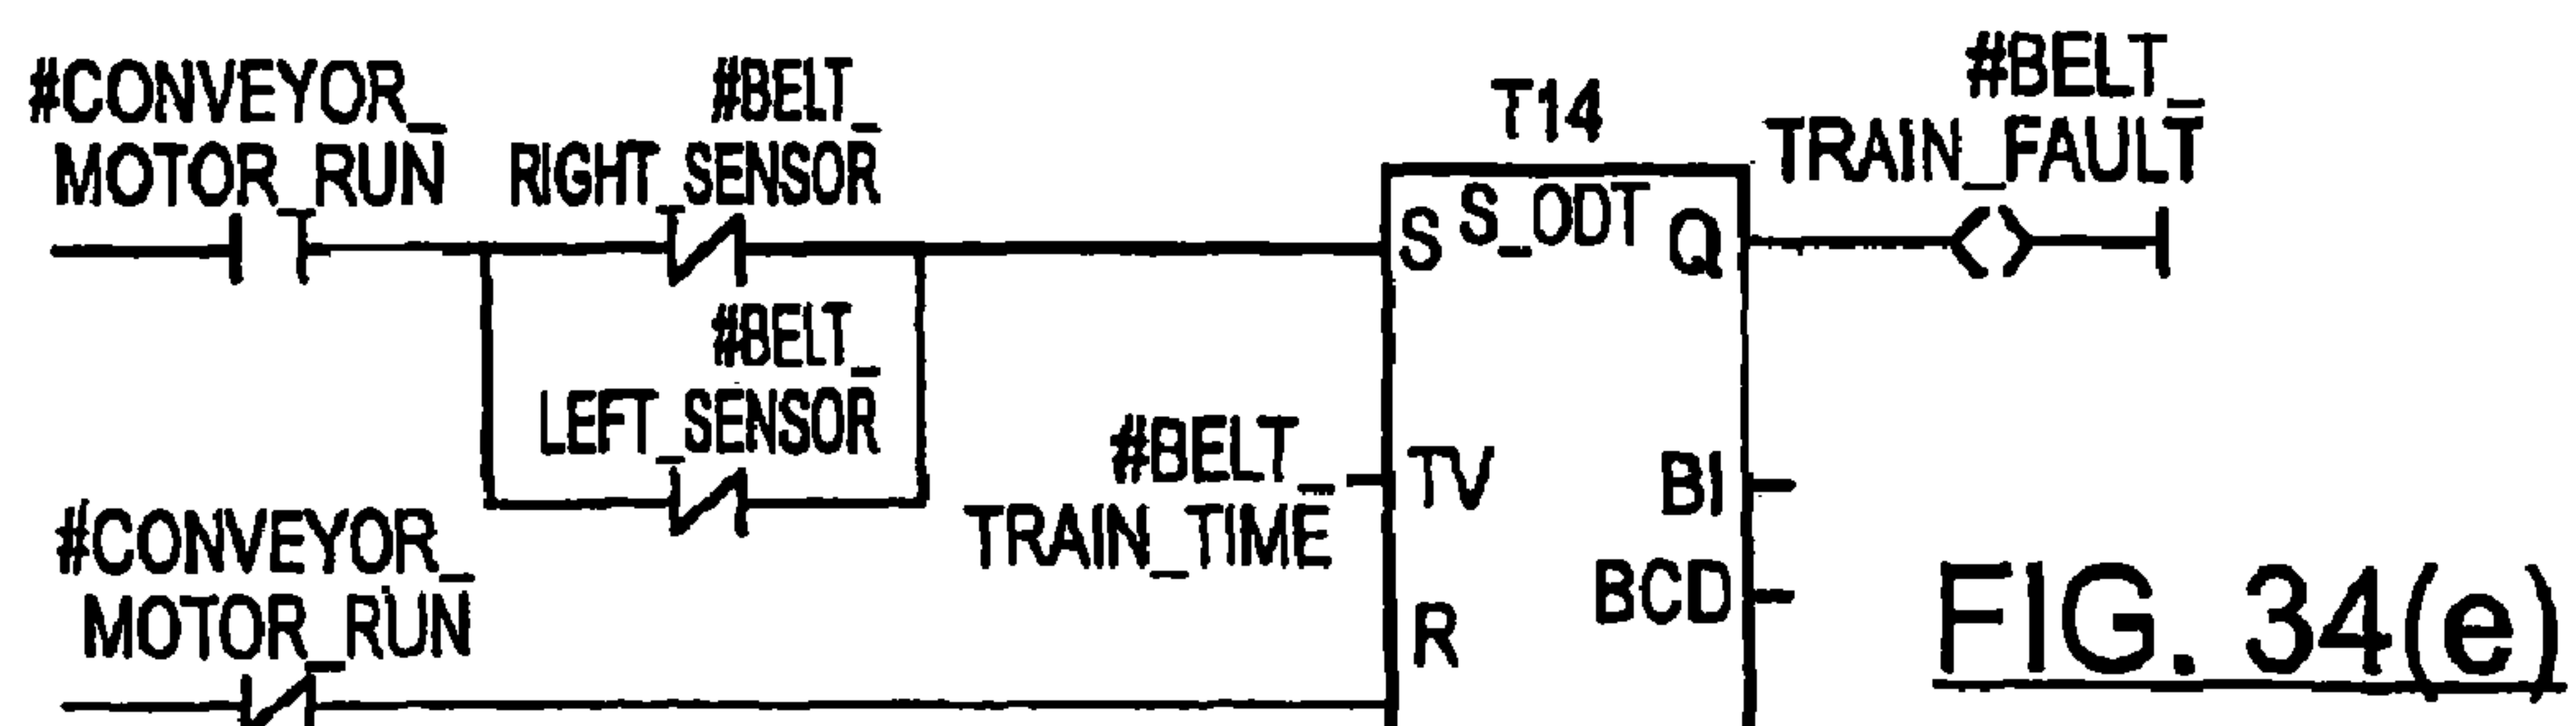 #CONVEYOR_
MOTOR_RUN
#BELT_
RIGHT_SENSOR
#BELT_
LEFT_SENSOR
#CONVEYOR_
MOTOR_RUN
#BELT_
TRAIN_TIME
T14
S_ODT
S
Q
TV
BI
BCD
R
#BELT_
TRAIN_FAULT
FIG. 34(e)